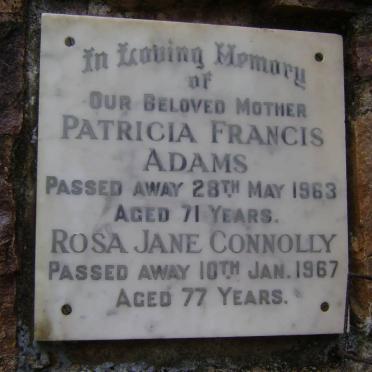 In Loving Memory
of
Our Beloved Mother
Patricia Francis
Adams
Passed away 28th May 1963
Aged 71 Years.
Rosa Jane Connolly
Passed away 10th Jan. 1967
Aged 77 Years.